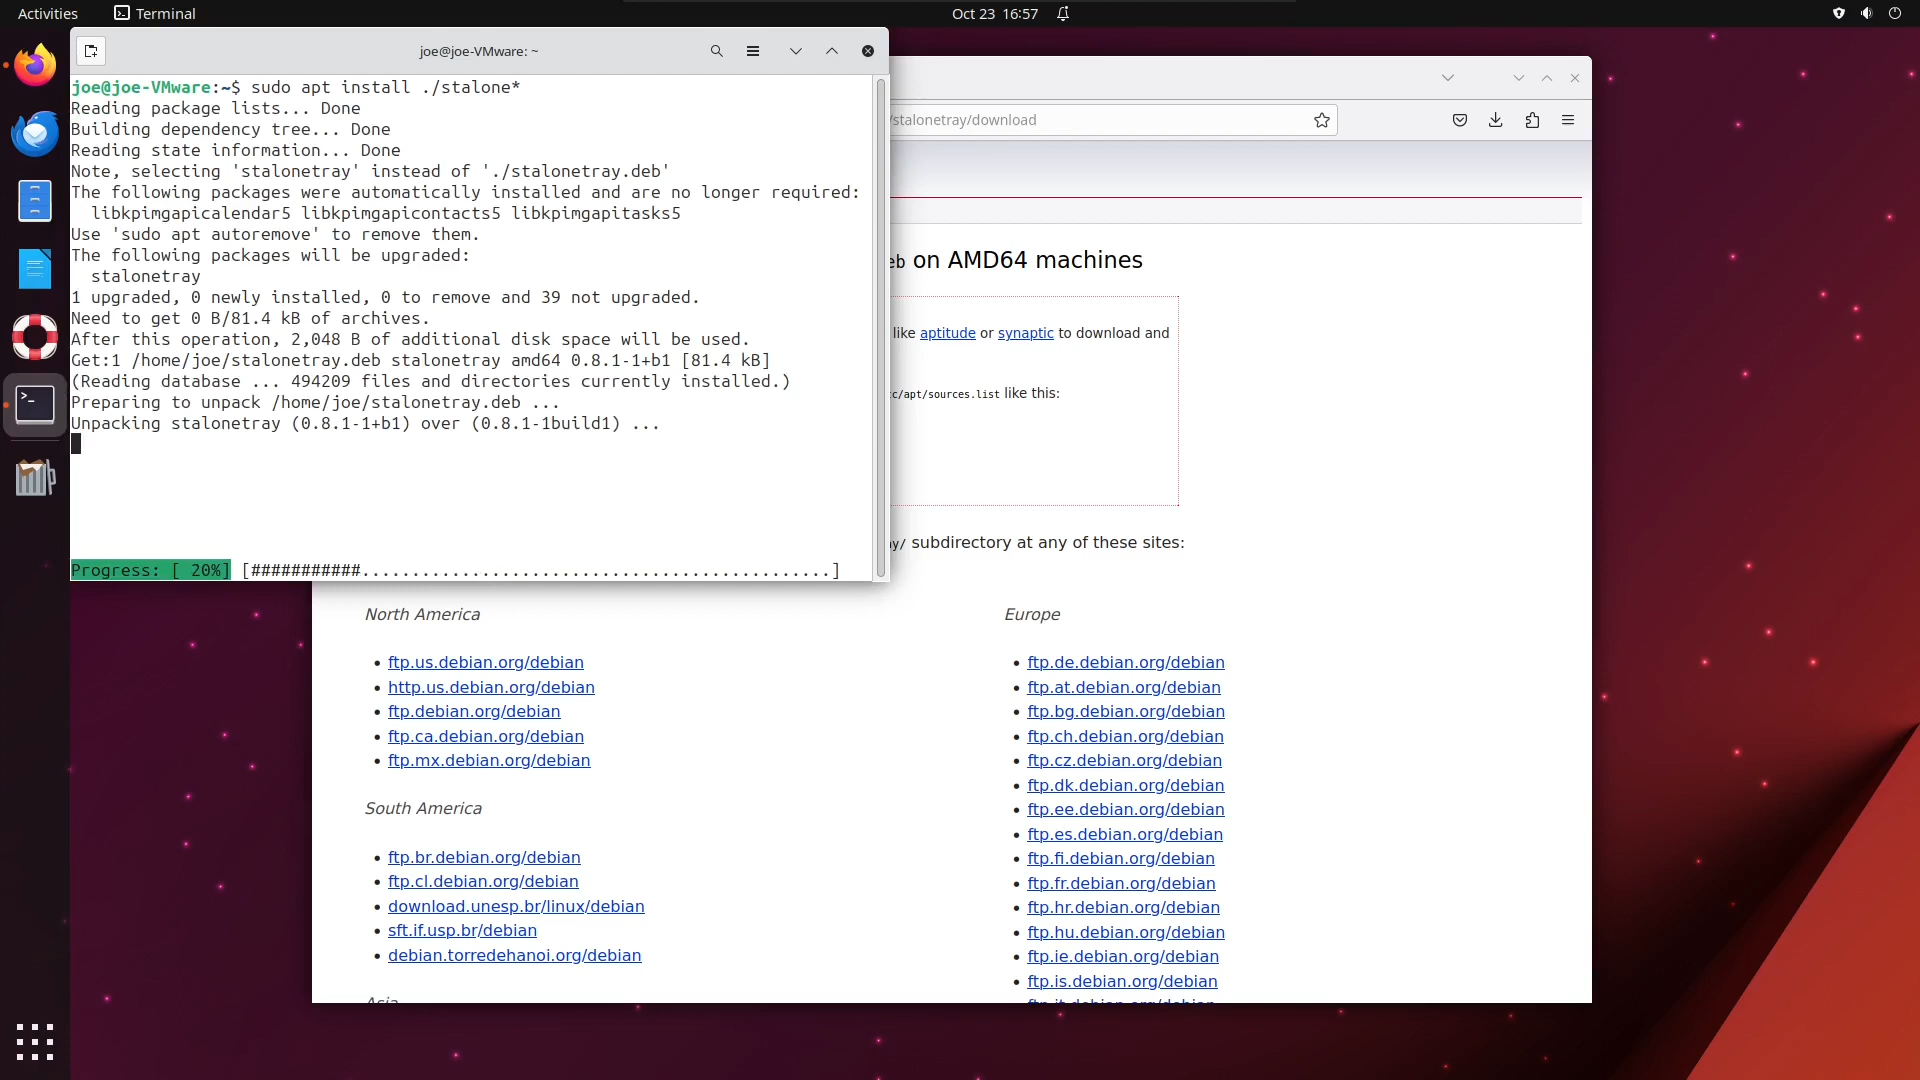 Activities
Terminal
Oct 23 16:57
joe@joe-VMware: ~
joe@joe-VMware:~$ sudo apt install ./stalone*
Reading package lists... Done
Building dependency tree... Done
Reading state information... Done
Note, selecting 'stalonetray' instead of './stalonetray.deb'
The following packages were automatically installed and are no longer required:
libkpimgapicalendar5 libkpimgapicontacts5 libkpimgapitasks5
Use 'sudo apt autoremove' to remove them.
The following packages will be upgraded:
stalonetray
1 upgraded, 0 newly installed, 0 to remove and 39 not upgraded.
Need to get 0 B/81.4 kB of archives.
After this operation, 2,048 B of additional disk space will be used.
Get:1 /home/joe/stalonetray.deb stalonetray amd64 0.8.1-1+b1 [81.4 kB]
(Reading database ... 494209 files and directories currently installed.)
Preparing to unpack /home/joe/stalonetray.deb ...
Unpacking stalonetray (0.8.1-1+b1) over (0.8.1-1build1) ...
Progress: [ 20%] [###########...............................................]
/stalonetray/download
eb on AMD64 machines
like aptitude or synaptic to download and
c/apt/sources.list like this:
ay/ subdirectory at any of these sites:
North America
ftp.us.debian.org/debian
http.us.debian.org/debian
ftp.debian.org/debian
ftp.ca.debian.org/debian
ftp.mx.debian.org/debian
South America
ftp.br.debian.org/debian
ftp.cl.debian.org/debian
download.unesp.br/linux/debian
sft.if.usp.br/debian
debian.torredehanoi.org/debian
Asia
Europe
ftp.de.debian.org/debian
ftp.at.debian.org/debian
ftp.bg.debian.org/debian
ftp.ch.debian.org/debian
ftp.cz.debian.org/debian
ftp.dk.debian.org/debian
ftp.ee.debian.org/debian
ftp.es.debian.org/debian
ftp.fi.debian.org/debian
ftp.fr.debian.org/debian
ftp.hr.debian.org/debian
ftp.hu.debian.org/debian
ftp.ie.debian.org/debian
ftp.is.debian.org/debian
ftp.it.debian.org/debian